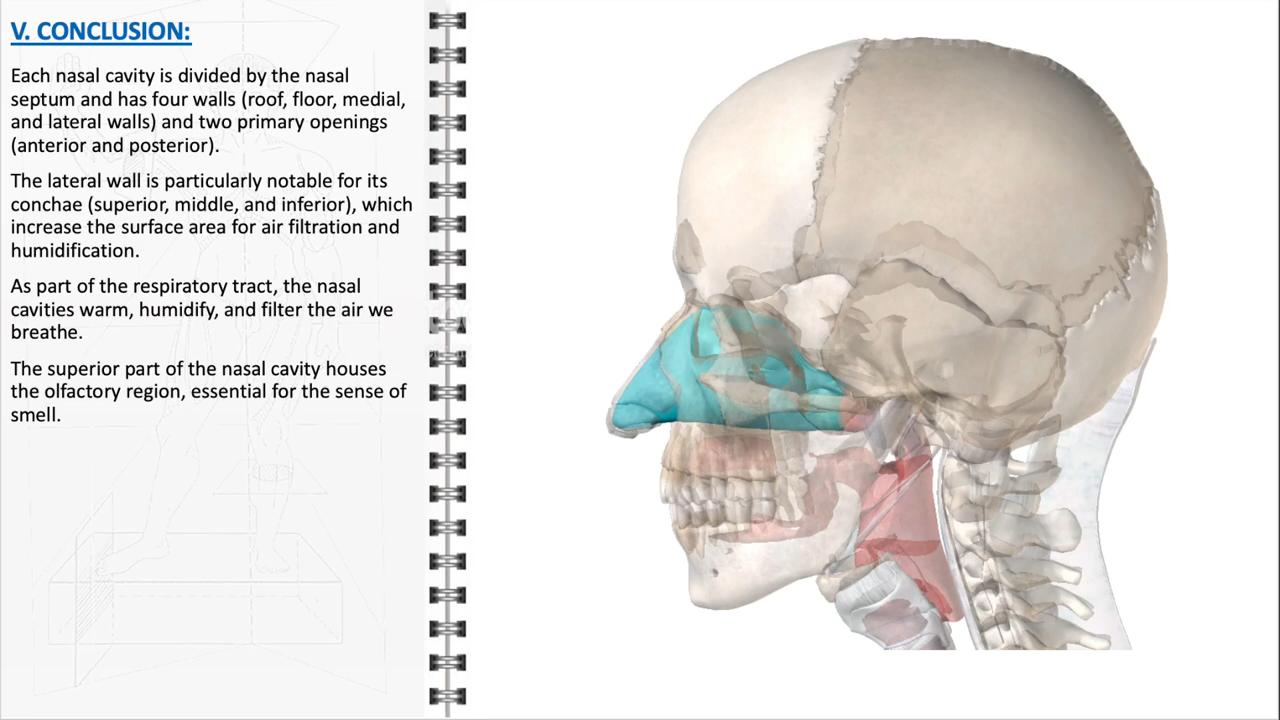 V. CONCLUSION:
Each nasal cavity is divided by the nasal
septum and has four walls (roof, floor, medial,
and lateral walls) and two primary openings
(anterior and posterior).
The lateral wall is particularly notable for its
conchae (superior, middle, and inferior), which
increase the surface area for air filtration and
humidification.
As part of the respiratory tract, the nasal
cavities warm, humidify, and filter the air we
breathe.
The superior part of the nasal cavity houses
the olfactory region, essential for the sense of
smell.